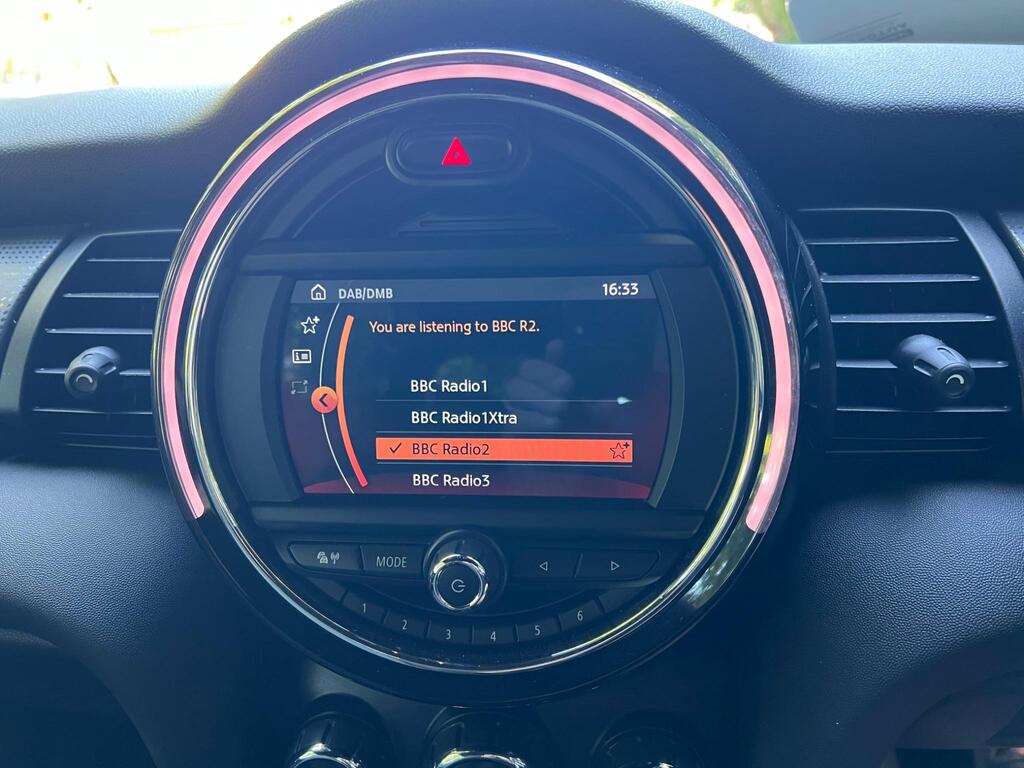 DAB/DMB 16:33
You are listening to BBC R2.
BBC Radio1
BBC Radio1Xtra
BBC Radio2
BBC Radio3
MODE
1 2 3 4 5 6